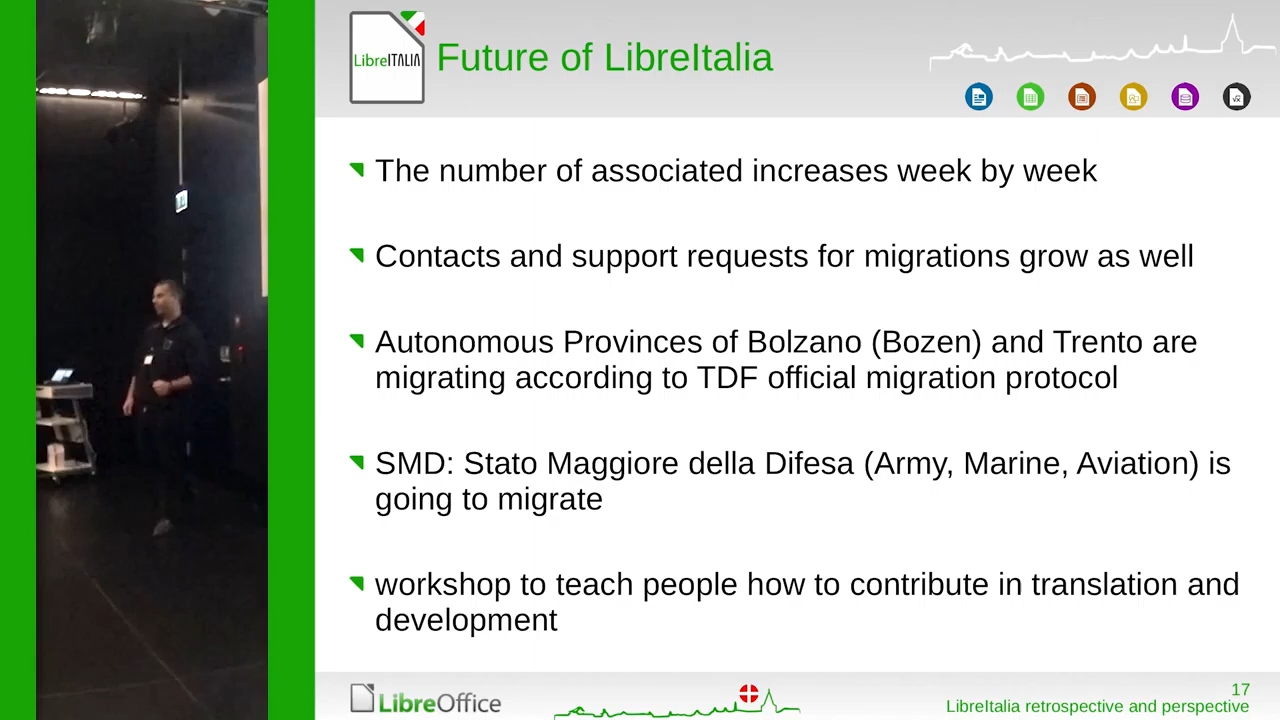 LibreITALIA
Future of LibreItalia
The number of associated increases week by week
Contacts and support requests for migrations grow as well
Autonomous Provinces of Bolzano (Bozen) and Trento are
migrating according to TDF official migration protocol
SMD: Stato Maggiore della Difesa (Army, Marine, Aviation) is
going to migrate
workshop to teach people how to contribute in translation and
development
LibreOffice
17
LibreItalia retrospective and perspective